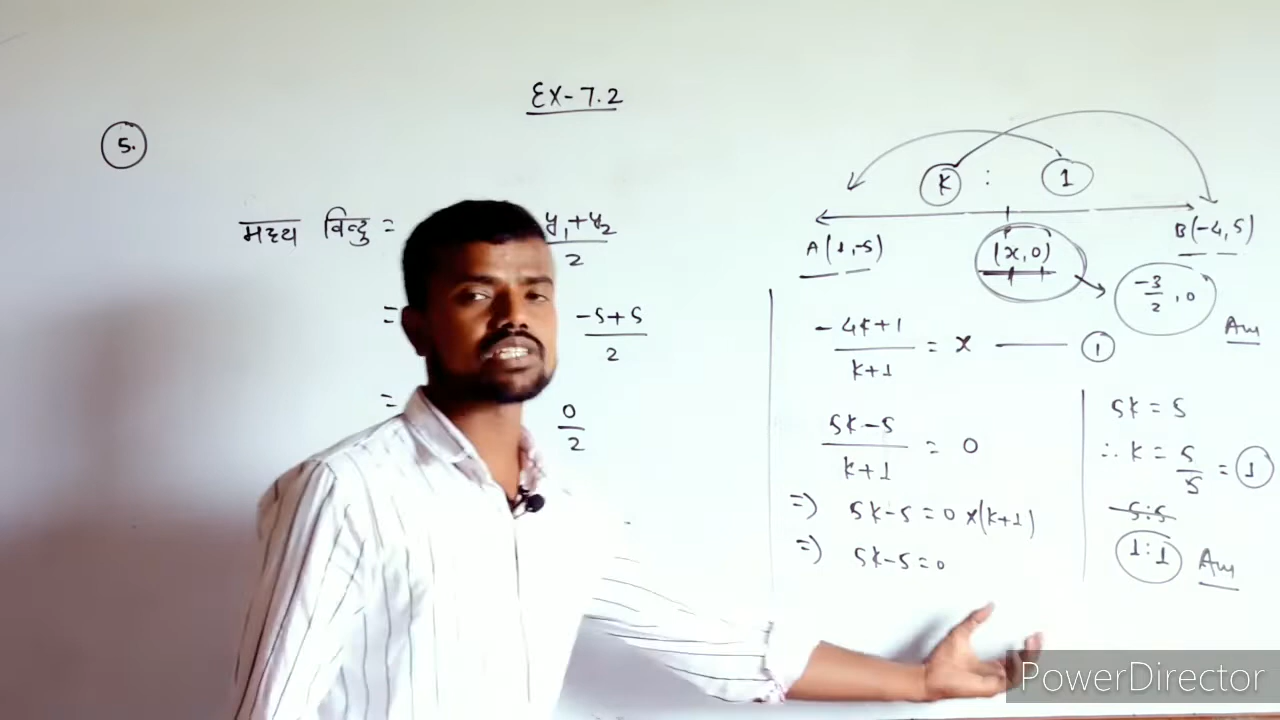 EX-7.2
5.
मध्य बिन्दु =
y₁+y₂/2
= -5+5/2
= 0/2
K : 1
A(1,-5)
(x,0)
B(-4,5)
-3/2, 0
Ans
-4K+1/K+1 = x —— 1
5K-5/K+1 = 0
=) 5K-5=0×(K+1)
=) 5K-5=0
5K = 5
∴ K = 5/5 = 1
5:5
1:1 Ans
PowerDirector